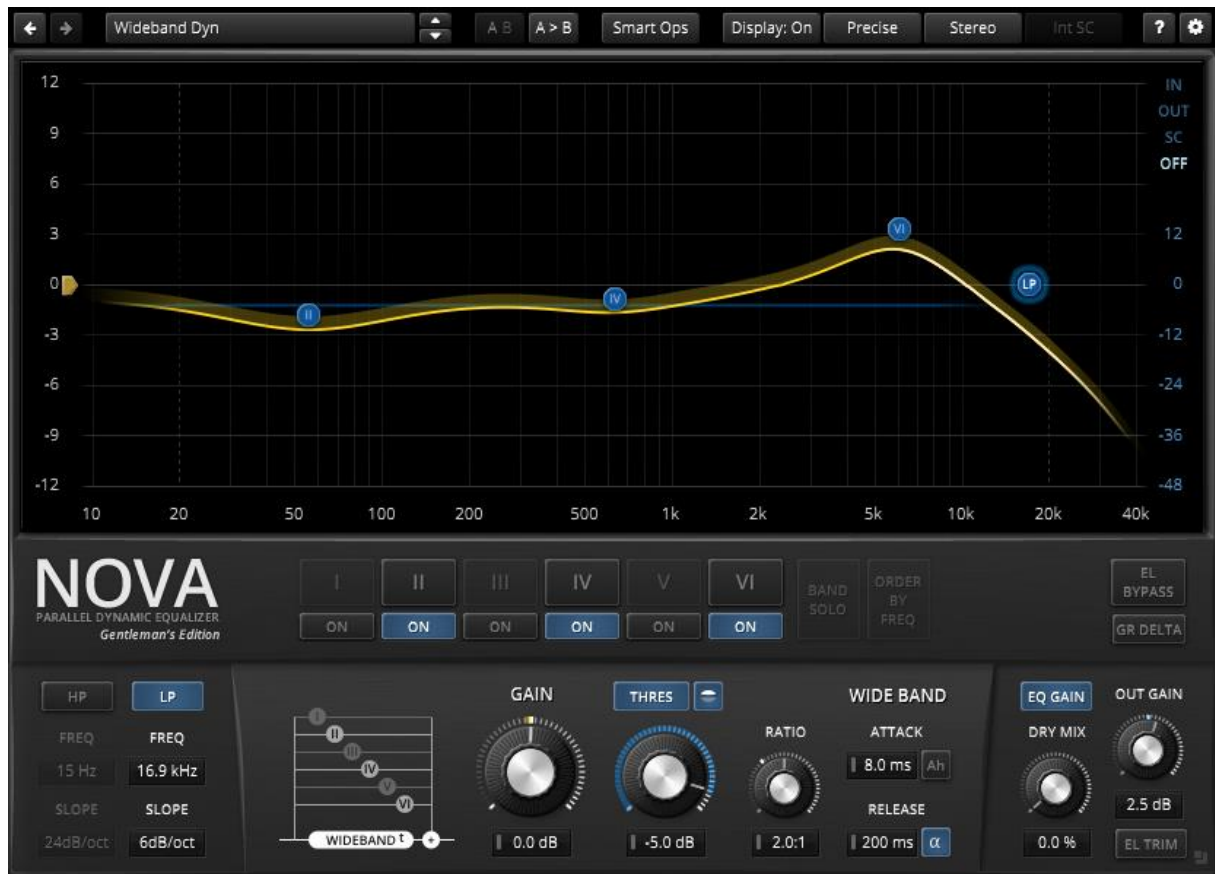 Wideband Dyn A B A > B Smart Ops Display: On Precise Stereo Int SC ?
12 IN
OUT
9 SC
OFF
6
3 12
0 0
-3 -12
-6 -24
-9 -36
-12 -48
10 20 50 100 200 500 1k 2k 5k 10k 20k 40k
II IV VI LP
NOVA
PARALLEL DYNAMIC EQUALIZER
Gentleman's Edition
I II III IV V VI
ON ON ON ON ON ON
BAND
SOLO
ORDER
BY
FREQ
EL
BYPASS
GR DELTA
HP LP
FREQ FREQ
15 Hz 16.9 kHz
SLOPE SLOPE
24dB/oct 6dB/oct
I
II
III
IV
V
VI
WIDEBAND t +
GAIN
0.0 dB
THRES
-5.0 dB
RATIO
2.0:1
WIDE BAND
ATTACK
8.0 ms Ah
RELEASE
200 ms α
EQ GAIN
DRY MIX
0.0 %
OUT GAIN
2.5 dB
EL TRIM